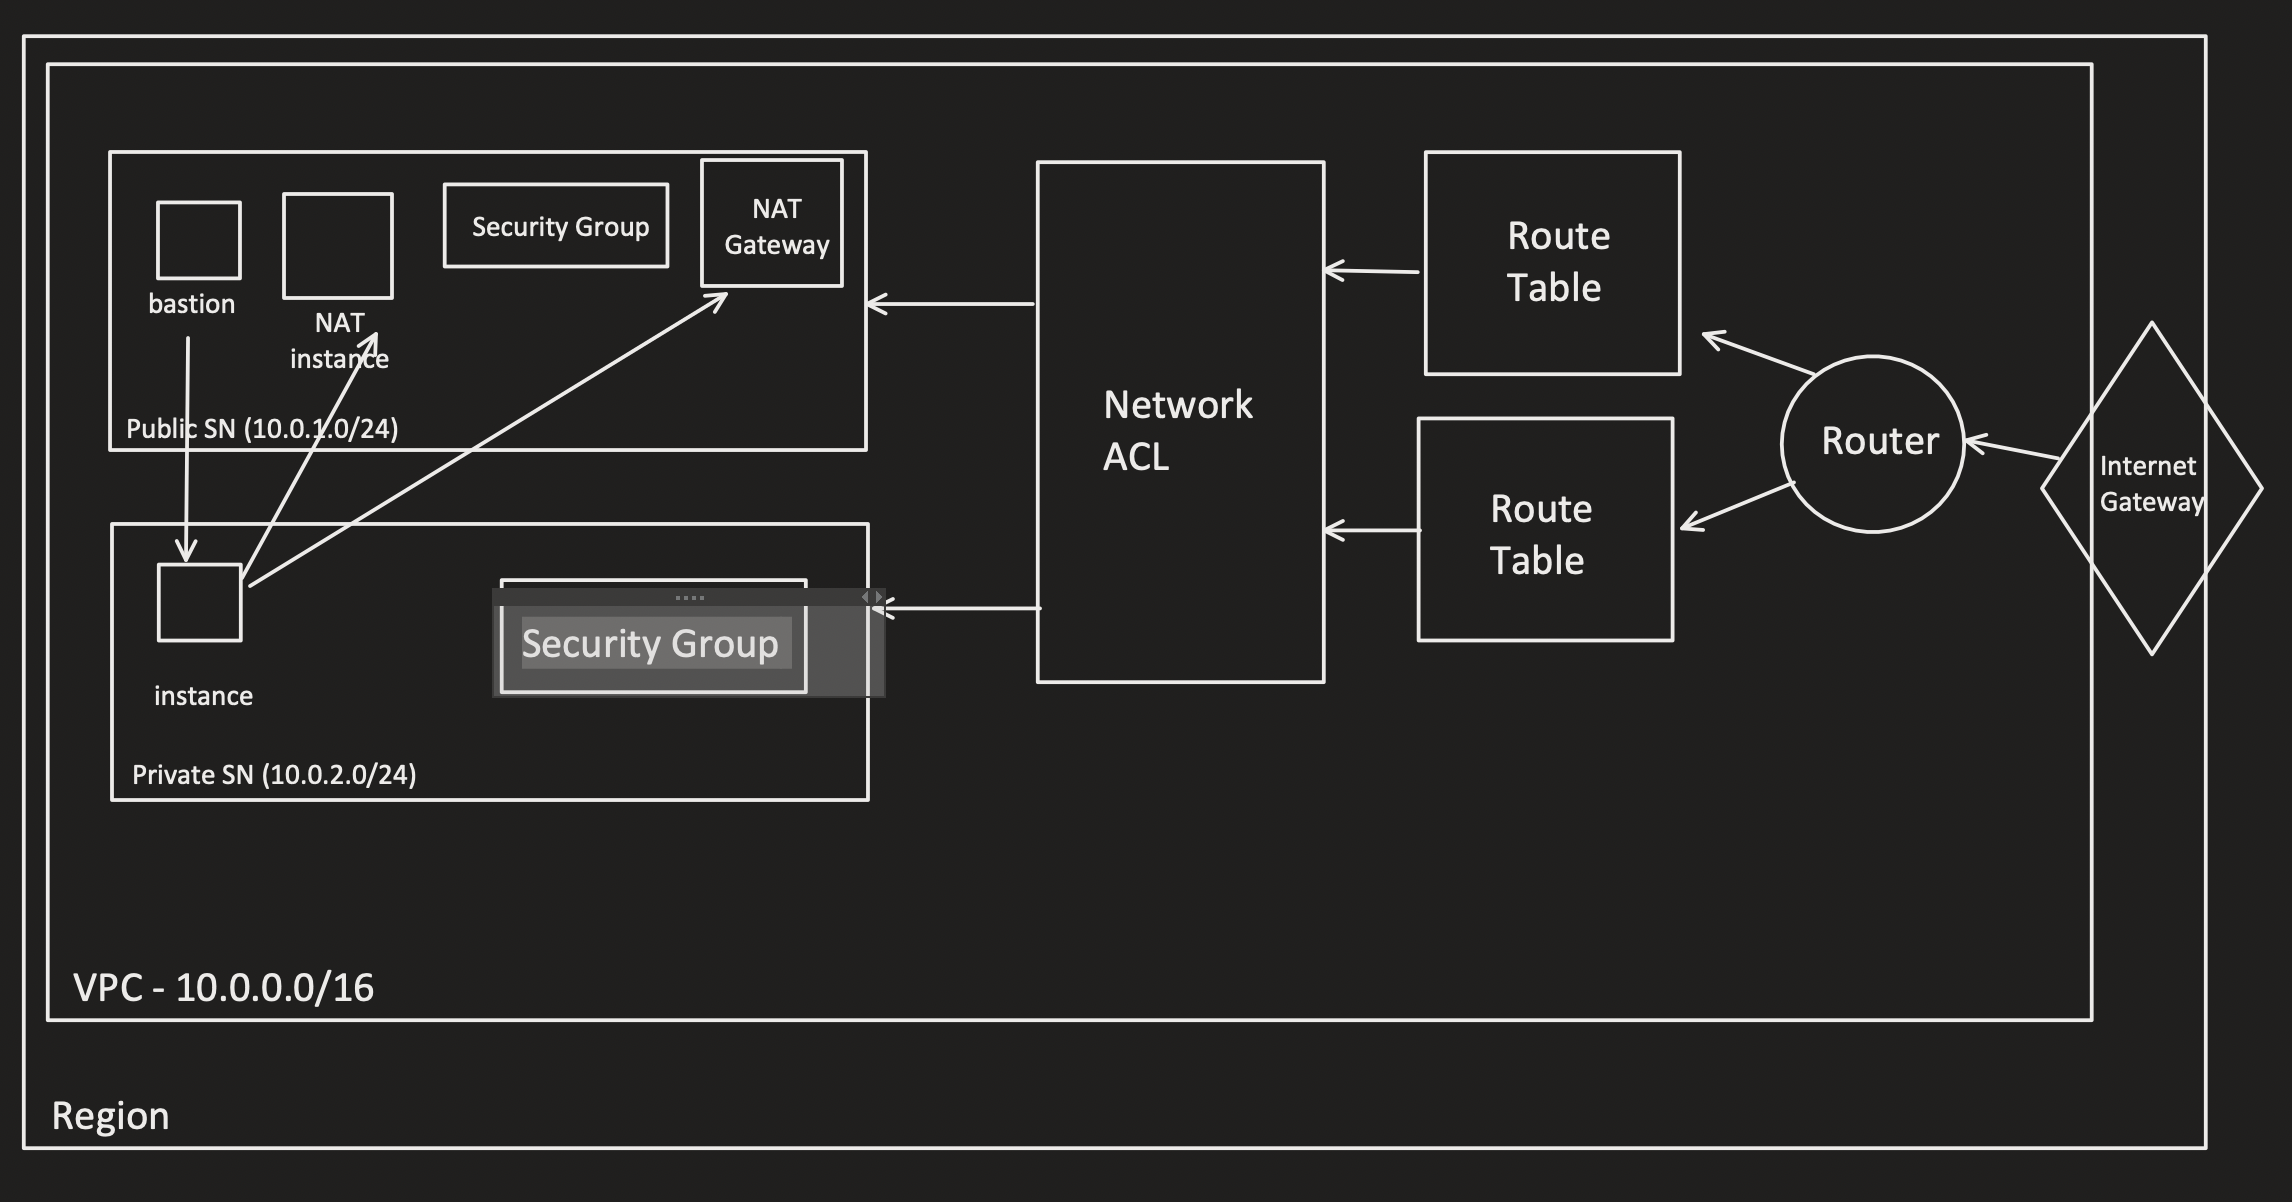 bastion
NAT
instance
Security Group
NAT
Gateway
Public SN (10.0.1.0/24)
instance
Security Group
Private SN (10.0.2.0/24)
Network
ACL
Route
Table
Route
Table
Router
Internet
Gateway
VPC - 10.0.0.0/16
Region